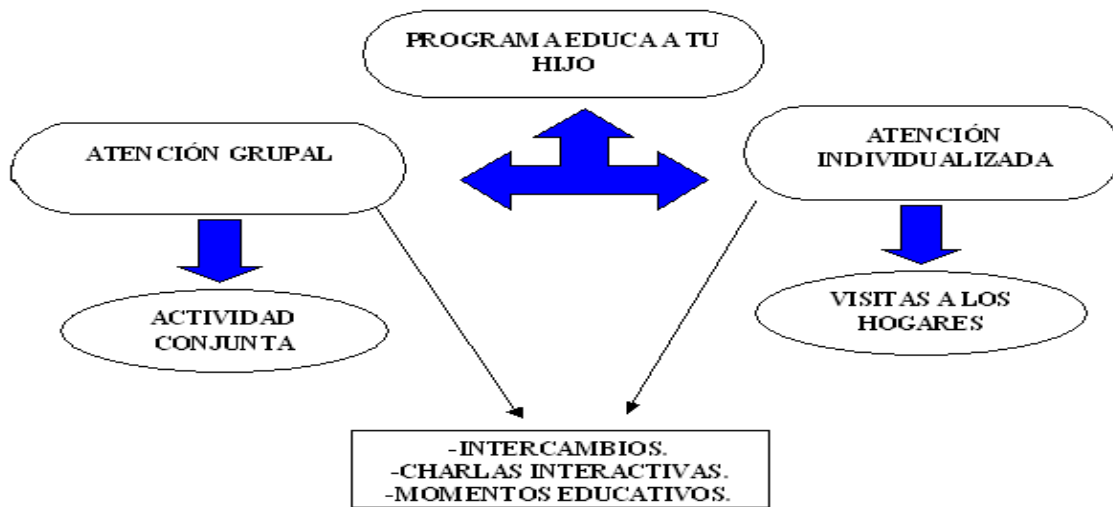 PROGRAMA EDUCA A TU
HIJO
ATENCIÓN GRUPAL
ATENCIÓN
INDIVIDUALIZADA
ACTIVIDAD
CONJUNTA
VISITAS A LOS
HOGARES
-INTERCAMBIOS.
-CHARLAS INTERACTIVAS.
-MOMENTOS EDUCATIVOS.